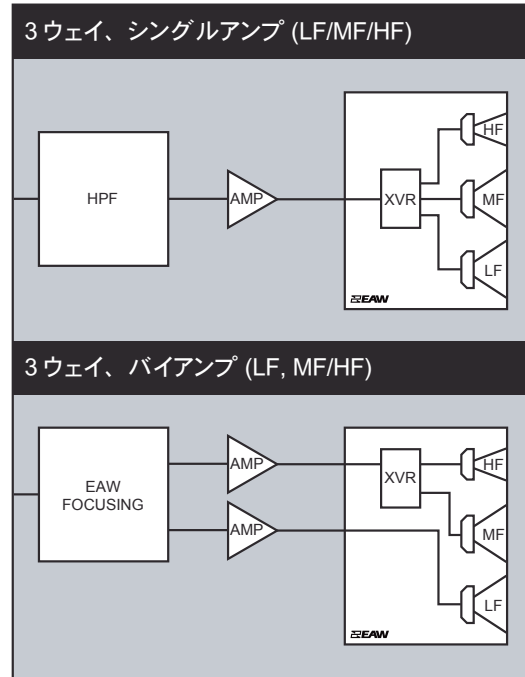 3 ウェイ、シングルアンプ (LF/MF/HF)
HPF
AMP
XVR
HF
MF
LF
EAW
3 ウェイ、バイアンプ (LF, MF/HF)
EAW
FOCUSING
AMP
AMP
XVR
HF
MF
LF
EAW